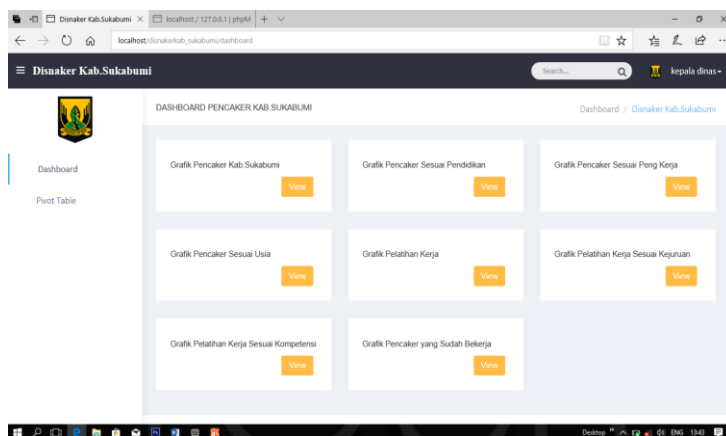 Disnaker Kab.Sukabumi
localhost / 127.0.0.1 | phpM
localhost/disnakerkab_sukabumi/dashboard
Disnaker Kab.Sukabumi
Search...
kepala dinas
DASHBOARD PENCAKER KAB.SUKABUMI
Dashboard / Disnaker Kab.Sukabumi
Dashboard
Pivot Table
Grafik Pencaker Kab.Sukabumi
View
Grafik Pencaker Sesuai Pendidikan
View
Grafik Pencaker Sesuai Peng Kerja
View
Grafik Pencaker Sesuai Usia
View
Grafik Pelatihan Kerja
View
Grafik Pelatihan Kerja Sesuai Kejuruan
View
Grafik Pelatihan Kerja Sesuai Kompetensi
View
Grafik Pencaker yang Sudah Bekerja
View
Desktop
ENG
13:43